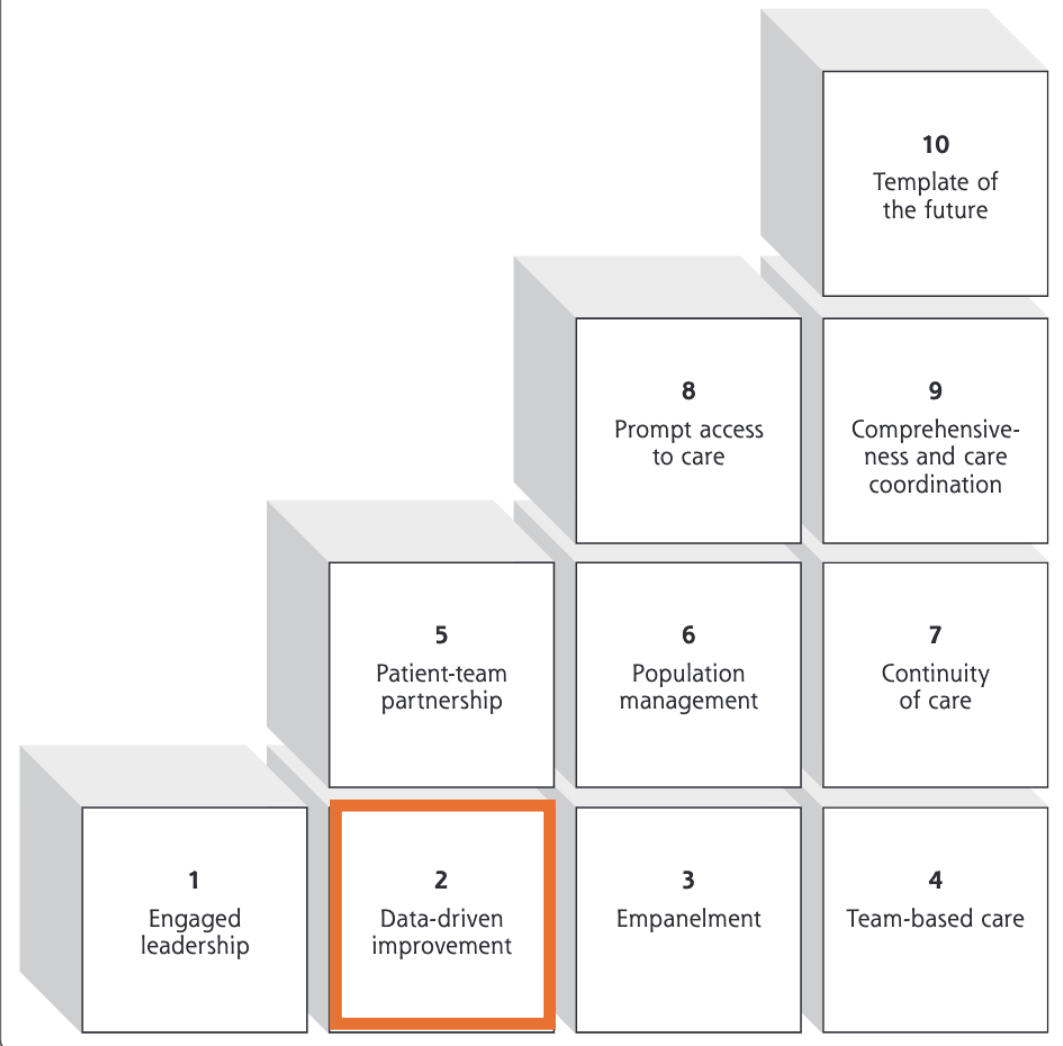 10
Template of
the future
8
Prompt access
to care
9
Comprehensive-
ness and care
coordination
5
Patient-team
partnership
6
Population
management
7
Continuity
of care
1
Engaged
leadership
2
Data-driven
improvement
3
Empanelment
4
Team-based care